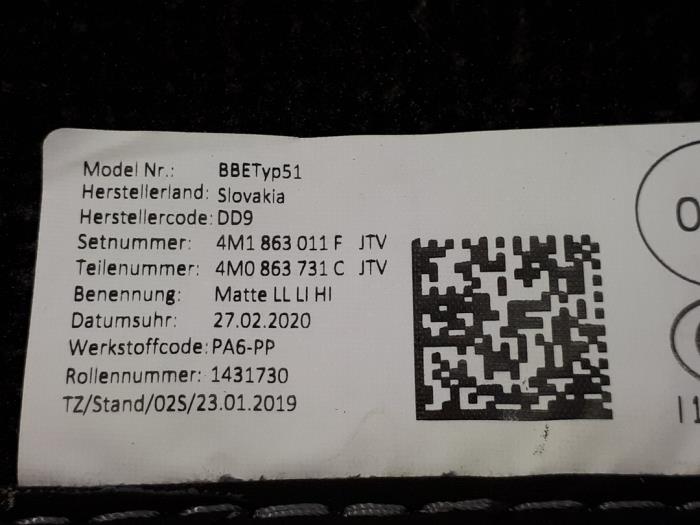 Model Nr.: BBETyp51
Herstellerland: Slovakia
Herstellercode: DD9
Setnummer: 4M1 863 011 F JTV
Teilenummer: 4M0 863 731 C JTV
Benennung: Matte LL LI HI
Datumsuhr: 27.02.2020
Werkstoffcode: PA6-PP
Rollennummer: 1431730
TZ/Stand/02S/23.01.2019